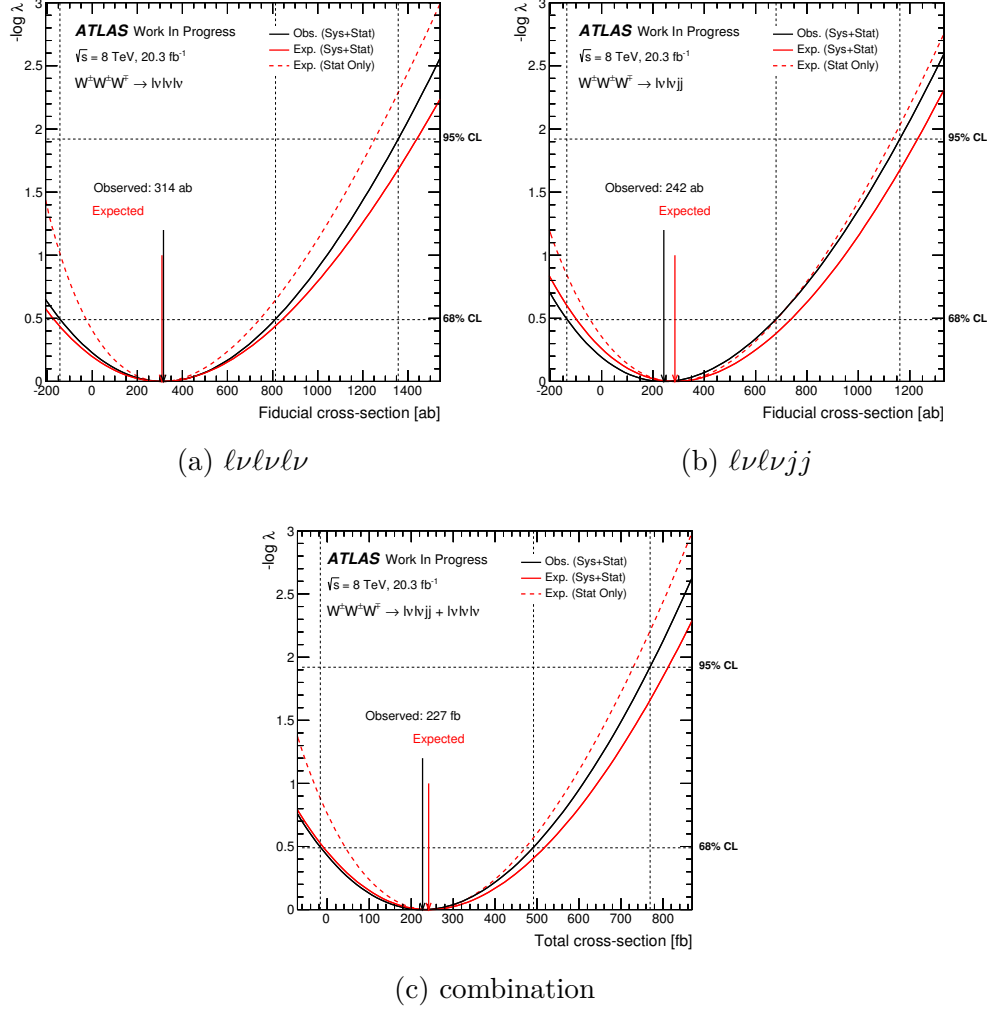 -log λ
3
2.5
2
1.5
1
0.5
0
ATLAS Work In Progress
√s = 8 TeV, 20.3 fb⁻¹
W±W±W∓ → lνlνlν
Obs. (Sys+Stat)
Exp. (Sys+Stat)
Exp. (Stat Only)
95% CL
68% CL
Observed: 314 ab
Expected
-200 0 200 400 600 800 1000 1200 1400
Fiducial cross-section [ab]
(a) ℓνℓνℓν
-log λ
3
2.5
2
1.5
1
0.5
0
ATLAS Work In Progress
√s = 8 TeV, 20.3 fb⁻¹
W±W±W∓ → lνlνjj
Obs. (Sys+Stat)
Exp. (Sys+Stat)
Exp. (Stat Only)
95% CL
68% CL
Observed: 242 ab
Expected
-200 0 200 400 600 800 1000 1200
Fiducial cross-section [ab]
(b) ℓνℓνjj
-log λ
3
2.5
2
1.5
1
0.5
0
ATLAS Work In Progress
√s = 8 TeV, 20.3 fb⁻¹
W±W±W∓ → lνlνjj + lνlνlν
Obs. (Sys+Stat)
Exp. (Sys+Stat)
Exp. (Stat Only)
95% CL
68% CL
Observed: 227 fb
Expected
0 100 200 300 400 500 600 700 800
Total cross-section [fb]
(c) combination